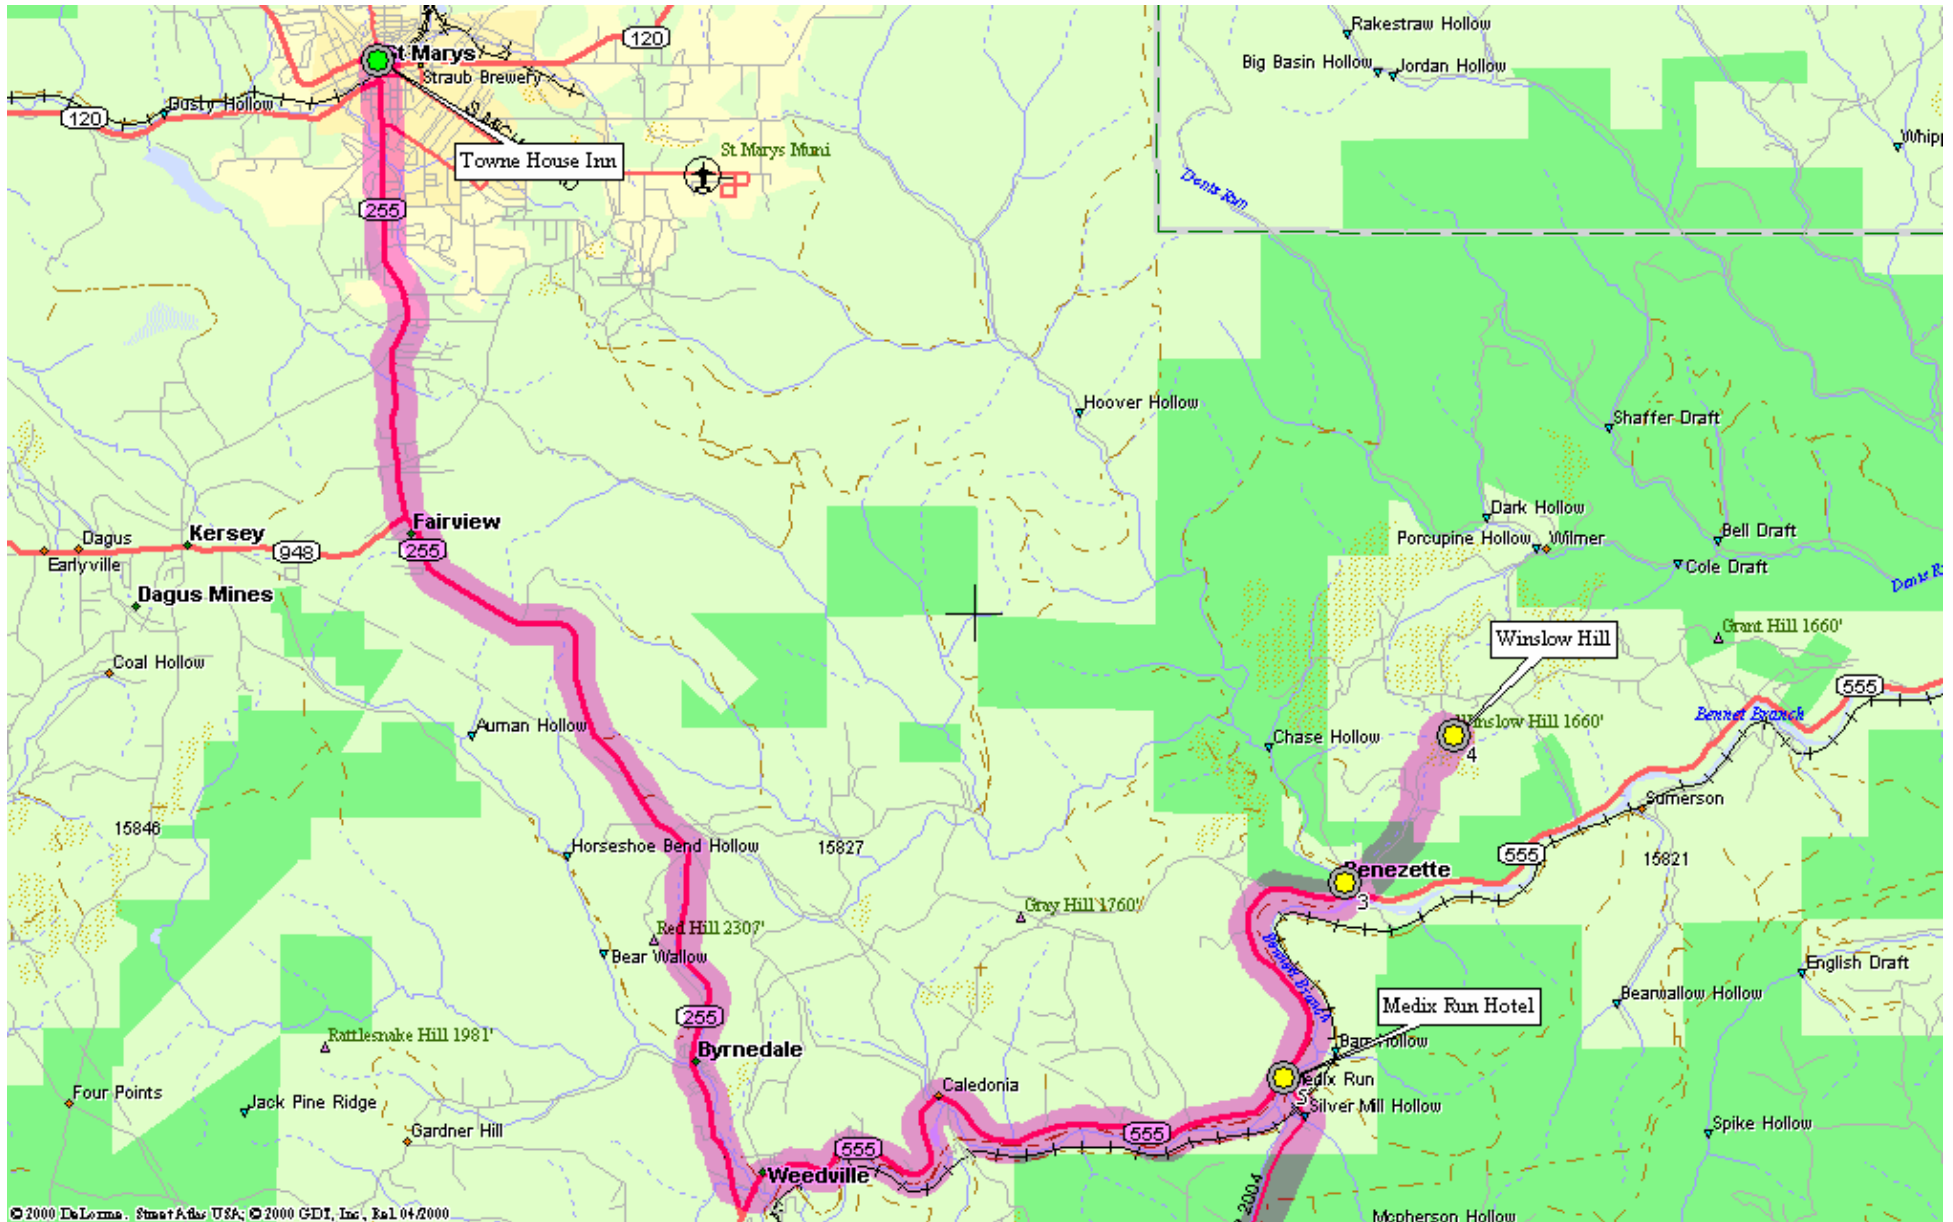 Rakestraw Hollow
120
Big Basin Hollow
Jordan Hollow
St Marys
Straub Brewery
Dusty Hollow
120
Whipp
Towne House Inn
St Marys Muni
Dents Run
255
Hoover Hollow
Shaffer Draft
Dark Hollow
Fairview
Kersey
Dagus
948
255
Bell Draft
Porcupine Hollow
Wilmer
Earlyville
Cole Draft
Dents R
Dagus Mines
Grant Hill 1660'
Winslow Hill
Coal Hollow
555
Bennet Branch
Auman Hollow
Winslow Hill 1660'
Chase Hollow
4
Sumerson
15846
Horseshoe Bend Hollow
15827
555
15821
Benezette
3
Gray Hill 1760'
Red Hill 2307'
Bear Wallow
English Draft
Bennett Branch
Bearwallow Hollow
Medix Run Hotel
255
Rattlesnake Hill 1981'
Barr Hollow
Byrnedale
Medix Run
Caledonia
Four Points
5
Jack Pine Ridge
Silver Mill Hollow
Spike Hollow
Gardner Hill
555
555
Weedville
2004
Mcpherson Hollow
© 2000 DeLorme. Street Atlas USA; © 2000 GDT, Inc., Rel. 04/2000